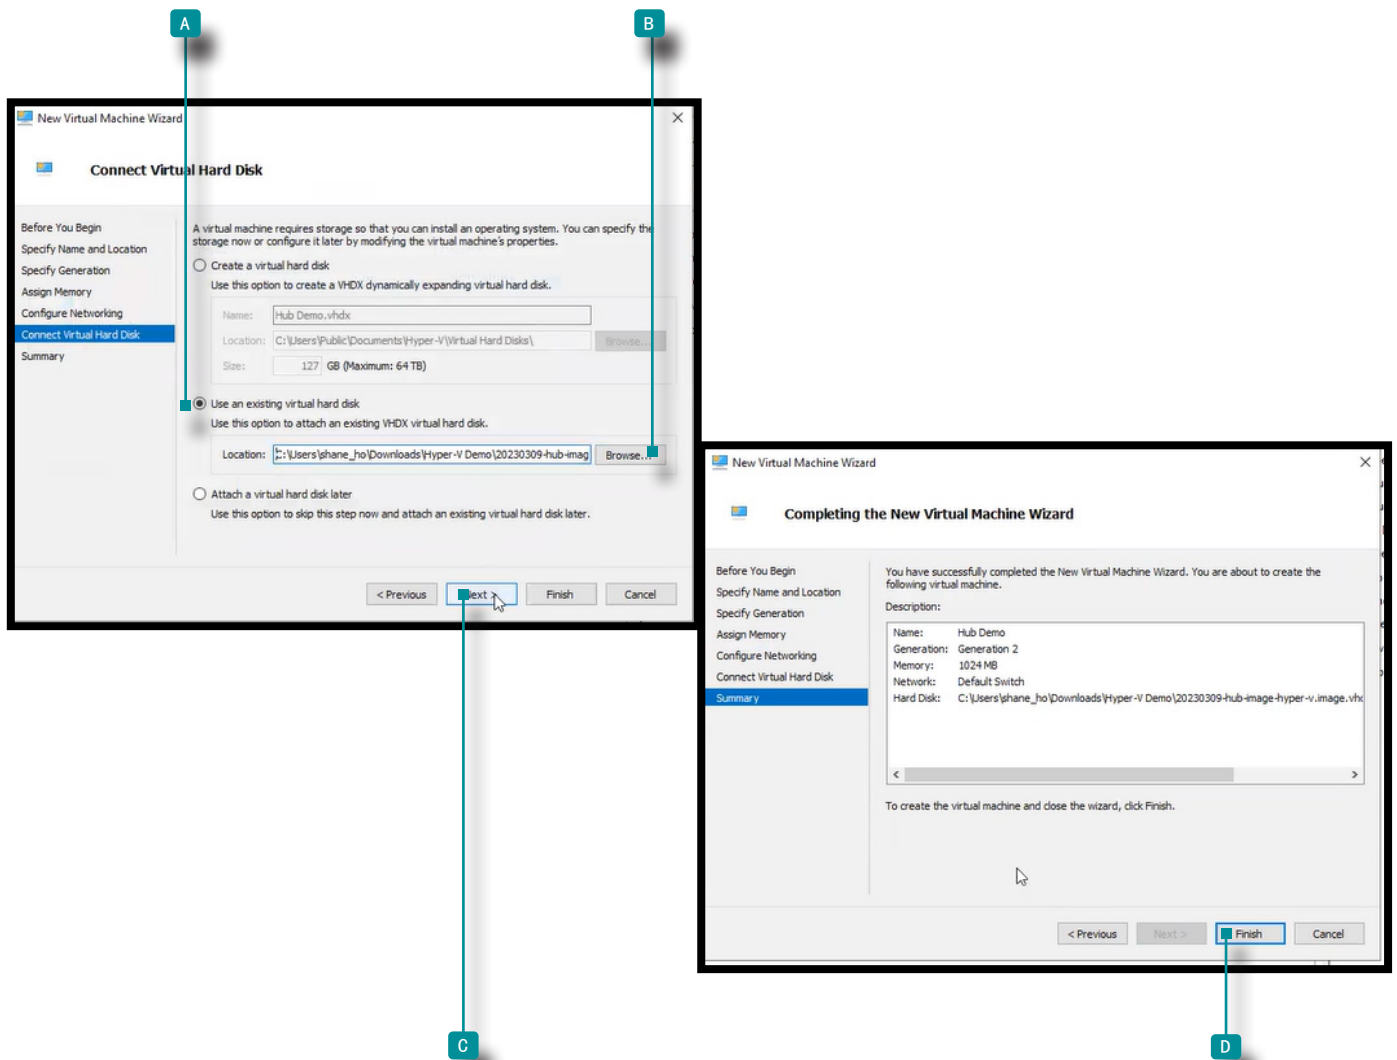 A
B
New Virtual Machine Wizard
Connect Virtual Hard Disk
Before You Begin
Specify Name and Location
Specify Generation
Assign Memory
Configure Networking
Connect Virtual Hard Disk
Summary
A virtual machine requires storage so that you can install an operating system. You can specify the
storage now or configure it later by modifying the virtual machine's properties.
Create a virtual hard disk
Use this option to create a VHDX dynamically expanding virtual hard disk.
Name: Hub Demo.vhdx
Location: C:\Users\Public\Documents\Hyper-V\Virtual Hard Disks\ Browse...
Size: 127 GB (Maximum: 64 TB)
Use an existing virtual hard disk
Use this option to attach an existing VHDX virtual hard disk.
Location: C:\Users\shane_ho\Downloads\Hyper-V Demo\20230309-hub-imag Browse...
Attach a virtual hard disk later
Use this option to skip this step now and attach an existing virtual hard disk later.
< Previous Next > Finish Cancel
New Virtual Machine Wizard
Completing the New Virtual Machine Wizard
Before You Begin
Specify Name and Location
Specify Generation
Assign Memory
Configure Networking
Connect Virtual Hard Disk
Summary
You have successfully completed the New Virtual Machine Wizard. You are about to create the
following virtual machine.
Description:
Name: Hub Demo
Generation: Generation 2
Memory: 1024 MB
Network: Default Switch
Hard Disk: C:\Users\shane_ho\Downloads\Hyper-V Demo\20230309-hub-image-hyper-v.image.vhd
To create the virtual machine and close the wizard, click Finish.
< Previous Next > Finish Cancel
C
D